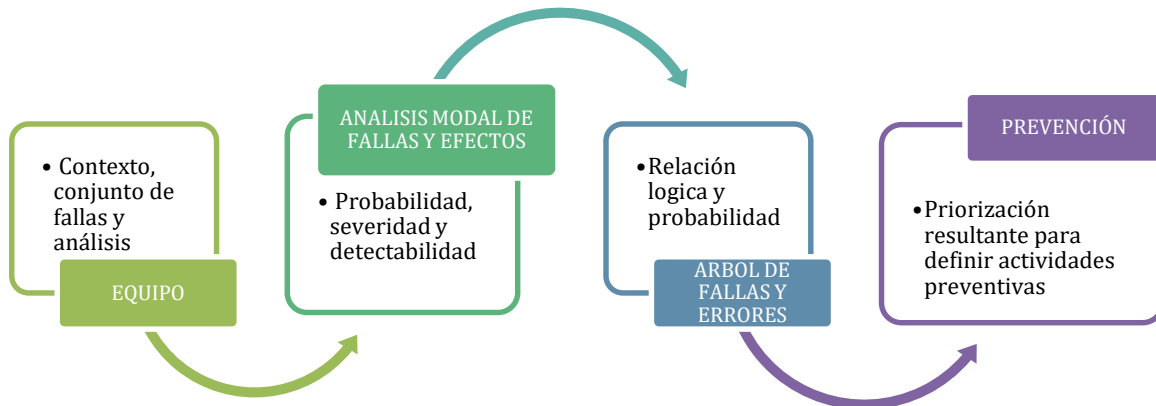 • Contexto,
conjunto de
fallas y
análisis
EQUIPO
ANALISIS MODAL DE
FALLAS Y EFECTOS
• Probabilidad,
severidad y
detectabilidad
•Relación
logica y
probabilidad
ARBOL DE
FALLAS Y
ERRORES
PREVENCIÓN
•Priorización
resultante para
definir actividades
preventivas